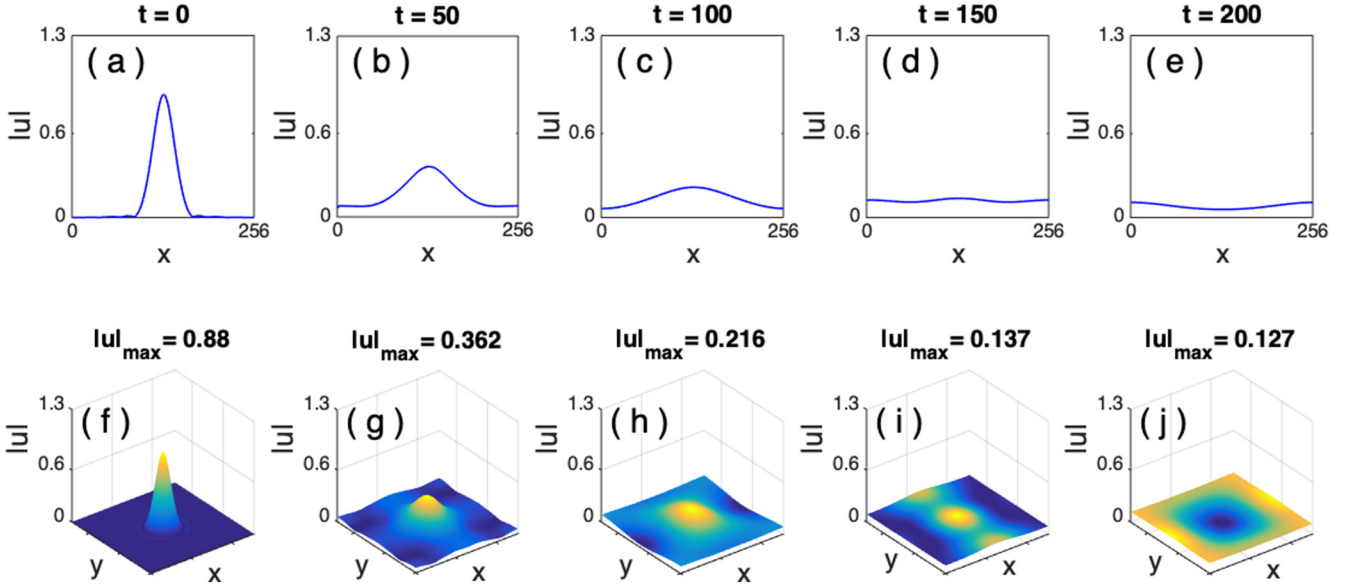 t = 0
t = 50
t = 100
t = 150
t = 200
1.3
( a )
|u|
0.6
0
0
256
x
1.3
( b )
|u|
0.6
0
0
256
x
1.3
( c )
|u|
0.6
0
0
256
x
1.3
( d )
|u|
0.6
0
0
256
x
1.3
( e )
|u|
0.6
0
0
256
x
|u|max = 0.88
|u|max = 0.362
|u|max = 0.216
|u|max = 0.137
|u|max = 0.127
1.3
( f )
|u|
0.6
0
y
x
1.3
( g )
|u|
0.6
0
y
x
1.3
( h )
|u|
0.6
0
y
x
1.3
( i )
|u|
0.6
0
y
x
1.3
( j )
|u|
0.6
0
y
x